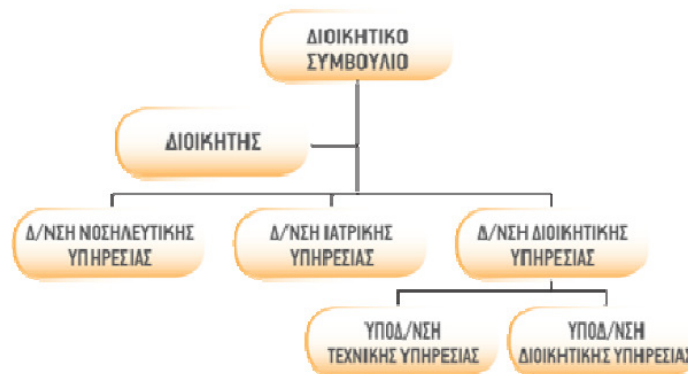 ΔΙΟΙΚΗΤΙΚΟ
ΣΥΜΒΟΥΛΙΟ
ΔΙΟΙΚΗΤΗΣ
Δ/ΝΣΗ ΝΟΣΗΛΕΥΤΙΚΗΣ
ΥΠΗΡΕΣΙΑΣ
Δ/ΝΣΗ ΙΑΤΡΙΚΗΣ
ΥΠΗΡΕΣΙΑΣ
Δ/ΝΣΗ ΔΙΟΙΚΗΤΙΚΗΣ
ΥΠΗΡΕΣΙΑΣ
ΥΠΟΔ/ΝΣΗ
ΤΕΧΝΙΚΗΣ ΥΠΗΡΕΣΙΑΣ
ΥΠΟΔ/ΝΣΗ
ΔΙΟΙΚΗΤΙΚΗΣ ΥΠΗΡΕΣΙΑΣ